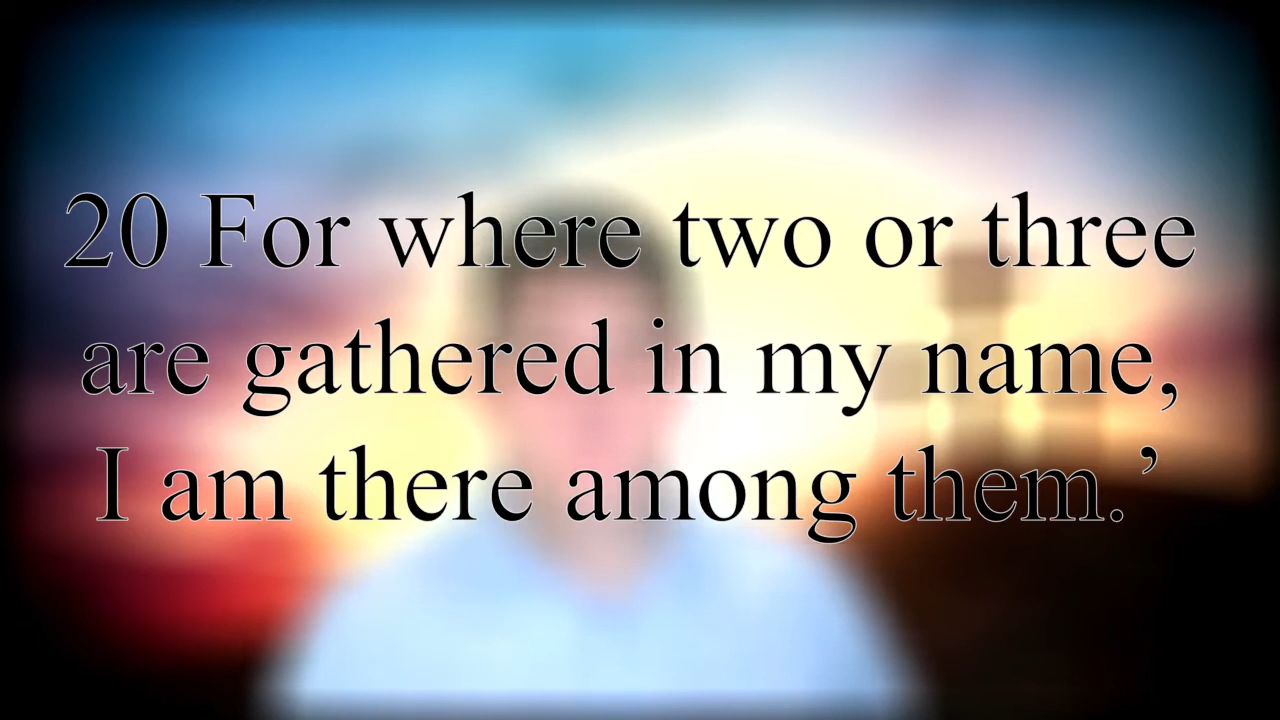 20 For where two or three
are gathered in my name,
I am there among them.’